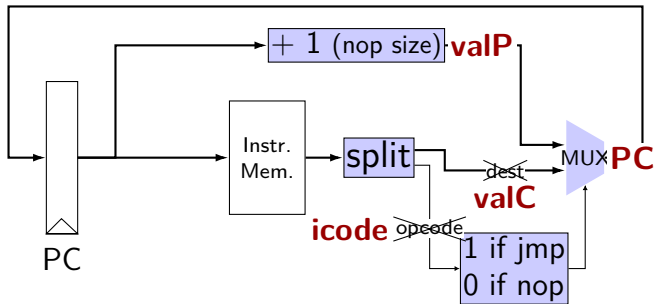 + 1 (nop size)
valP
Instr.
Mem.
split
dest
valC
MUX
PC
icode
opcode
1 if jmp
0 if nop
PC